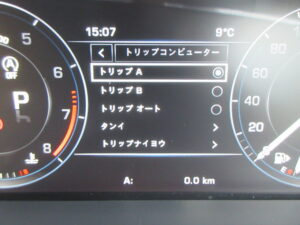 15:07 9°C
< トリップコンピューター
トリップ A
トリップ B
トリップ オート
タンイ >
トリップナイヨウ >
A: 0.0 km
5
6
7
8
A OFF
P
60
40
20
0
E